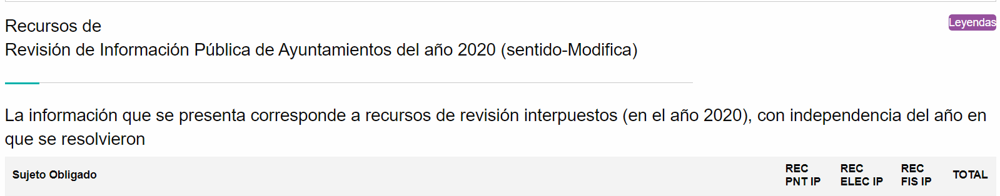 Recursos de
Leyendas
Revisión de Información Pública de Ayuntamientos del año 2020 (sentido-Modifica)
La información que se presenta corresponde a recursos de revisión interpuestos (en el año 2020), con independencia del año en
que se resolvieron
Sujeto Obligado
REC
PNT IP
REC
ELEC IP
REC
FIS IP
TOTAL